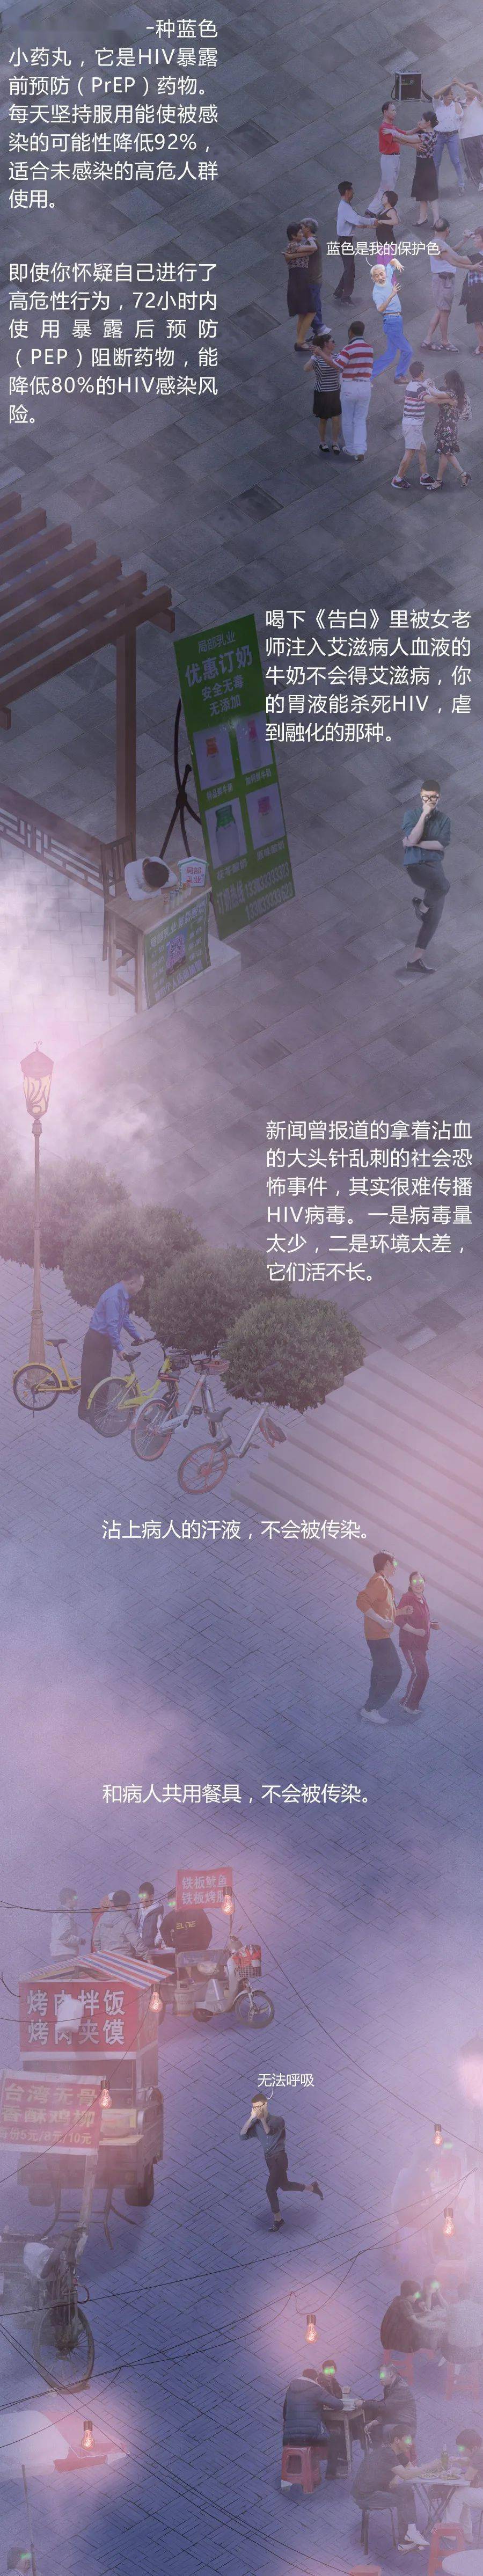 一种蓝色
小药丸，它是HIV暴露
前预防（PrEP）药物。
每天坚持服用能使被感
染的可能性降低92%，
适合未感染的高危人群
使用。
蓝色是我的保护色
即使你怀疑自己进行了
高危性行为，72小时内
使用暴露后预防
（PEP）阻断药物，能
降低80%的HIV感染风
险。
喝下《告白》里被女老
师注入艾滋病人血液的
牛奶不会得艾滋病，你
的胃液能杀死HIV，虐
到融化的那种。
局部乳业
优惠订奶
安全无毒
无添加
新闻曾报道的拿着沾血
的大头针乱刺的社会恐
怖事件，其实很难传播
HIV病毒。一是病毒量
太少，二是环境太差，
它们活不长。
沾上病人的汗液，不会被传染。
和病人共用餐具，不会被传染。
铁板鱿鱼
铁板烤
烤肉拌饭
烤肉夹馍
台湾无骨
香酥鸡柳
无法呼吸